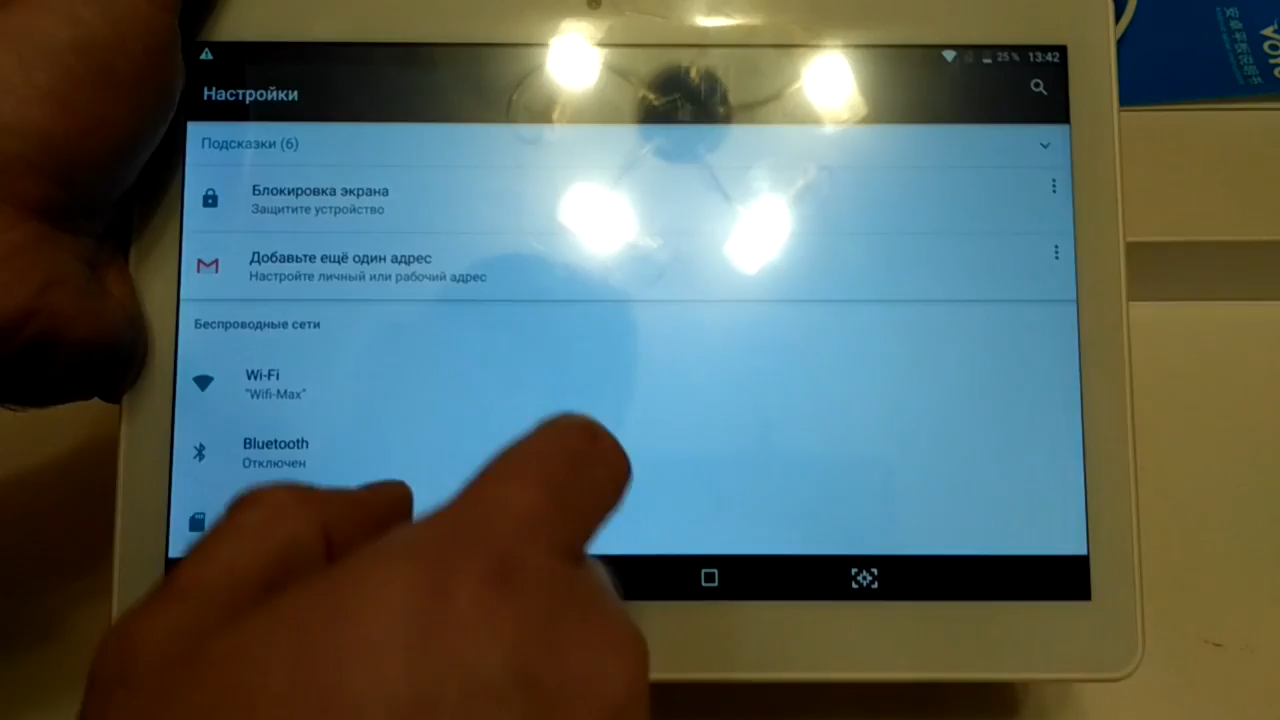 25 % 13:42
Настройки
Подсказки (6)
Блокировка экрана
Защитите устройство
Добавьте ещё один адрес
Настройте личный или рабочий адрес
Беспроводные сети
Wi-Fi
"Wifi-Max"
Bluetooth
Отключен